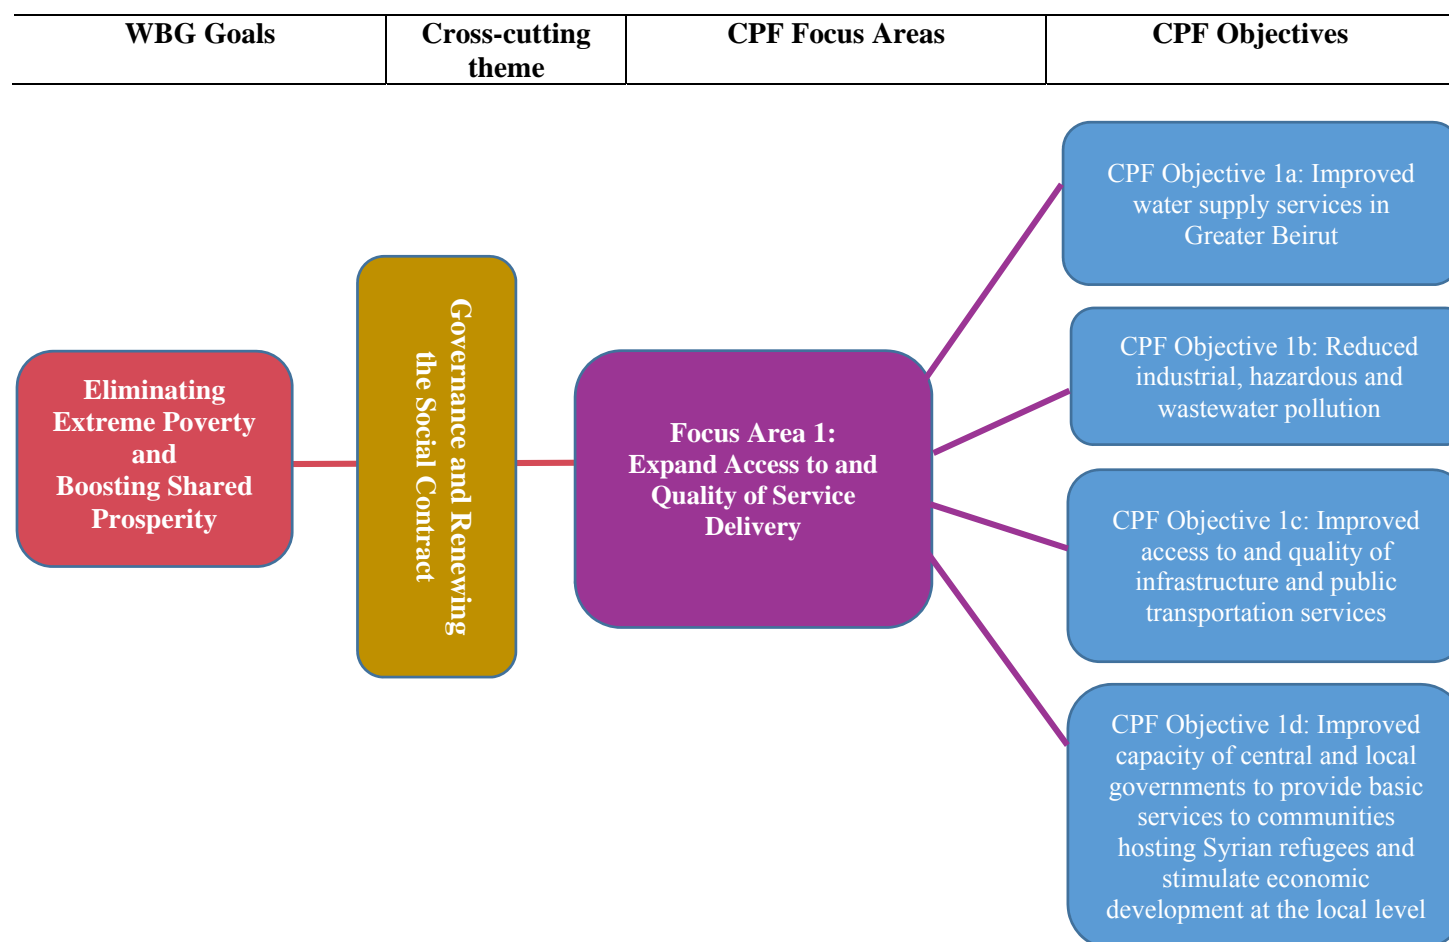 WBG Goals
Cross-cutting
theme
CPF Focus Areas
CPF Objectives
Eliminating
Extreme Poverty
and
Boosting Shared
Prosperity
Governance and Renewing
the Social Contract
Focus Area 1:
Expand Access to and
Quality of Service
Delivery
CPF Objective 1a: Improved
water supply services in
Greater Beirut
CPF Objective 1b: Reduced
industrial, hazardous and
wastewater pollution
CPF Objective 1c: Improved
access to and quality of
infrastructure and public
transportation services
CPF Objective 1d: Improved
capacity of central and local
governments to provide basic
services to communities
hosting Syrian refugees and
stimulate economic
development at the local level